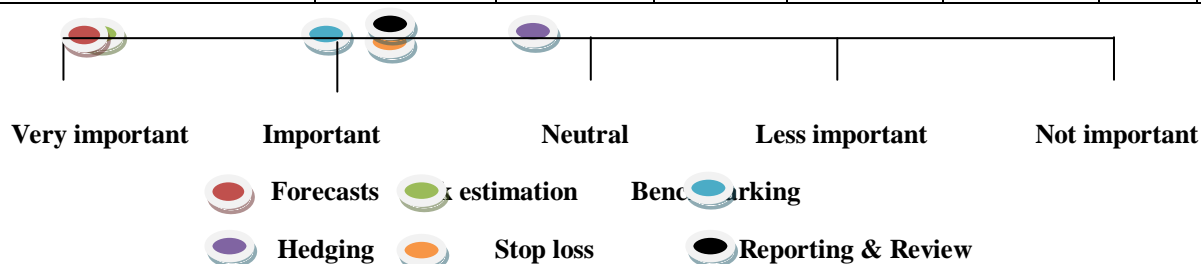 Very important Important Neutral Less important Not important
Forecasts estimation
Hedging Stop loss Reporting & Review